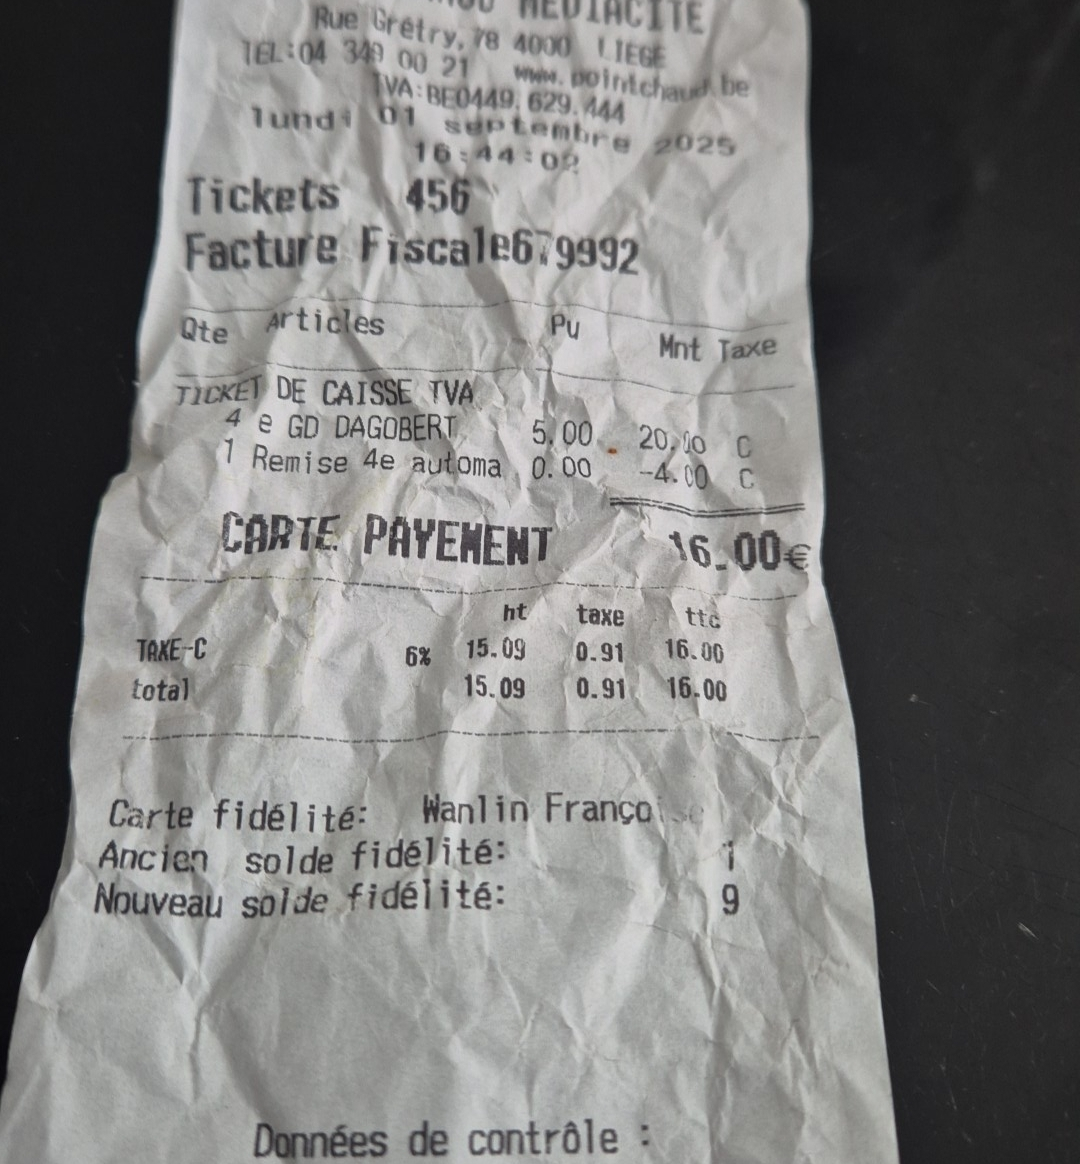 MEDIACITE
Rue Grétry, 78 4000 LIEGE
TEL:04 349 00 21 www.pointchaud.be
TVA:BE0449.629.444
lundi 01 septembre 2025
16:44:02
Tickets 456
Facture Fiscale679992
Qte Articles Pu Mnt Taxe
TICKET DE CAISSE TVA
4 e GD DAGOBERT 5.00 20.00 C
1 Remise 4e automa 0.00 -4.00 C
CARTE PAYEMENT 16.00€
ht taxe ttc
TAXE-C 6% 15.09 0.91 16.00
total 15.09 0.91 16.00
Carte fidélité: Wanlin Françoise
Ancien solde fidélité: 1
Nouveau solde fidélité: 9
Données de contrôle :